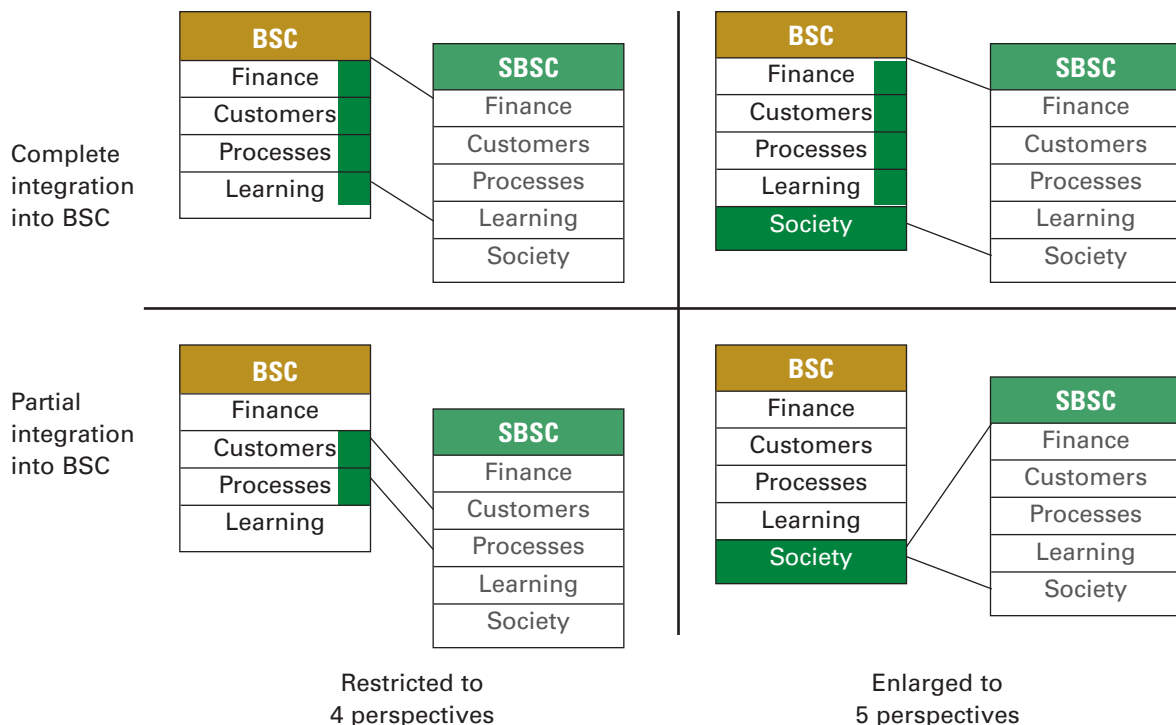 Complete
integration
into BSC
BSC
Finance
Customers
Processes
Learning
SBSC
Finance
Customers
Processes
Learning
Society
BSC
Finance
Customers
Processes
Learning
Society
SBSC
Finance
Customers
Processes
Learning
Society
Partial
integration
into BSC
BSC
Finance
Customers
Processes
Learning
SBSC
Finance
Customers
Processes
Learning
Society
BSC
Finance
Customers
Processes
Learning
Society
SBSC
Finance
Customers
Processes
Learning
Society
Restricted to
4 perspectives
Enlarged to
5 perspectives